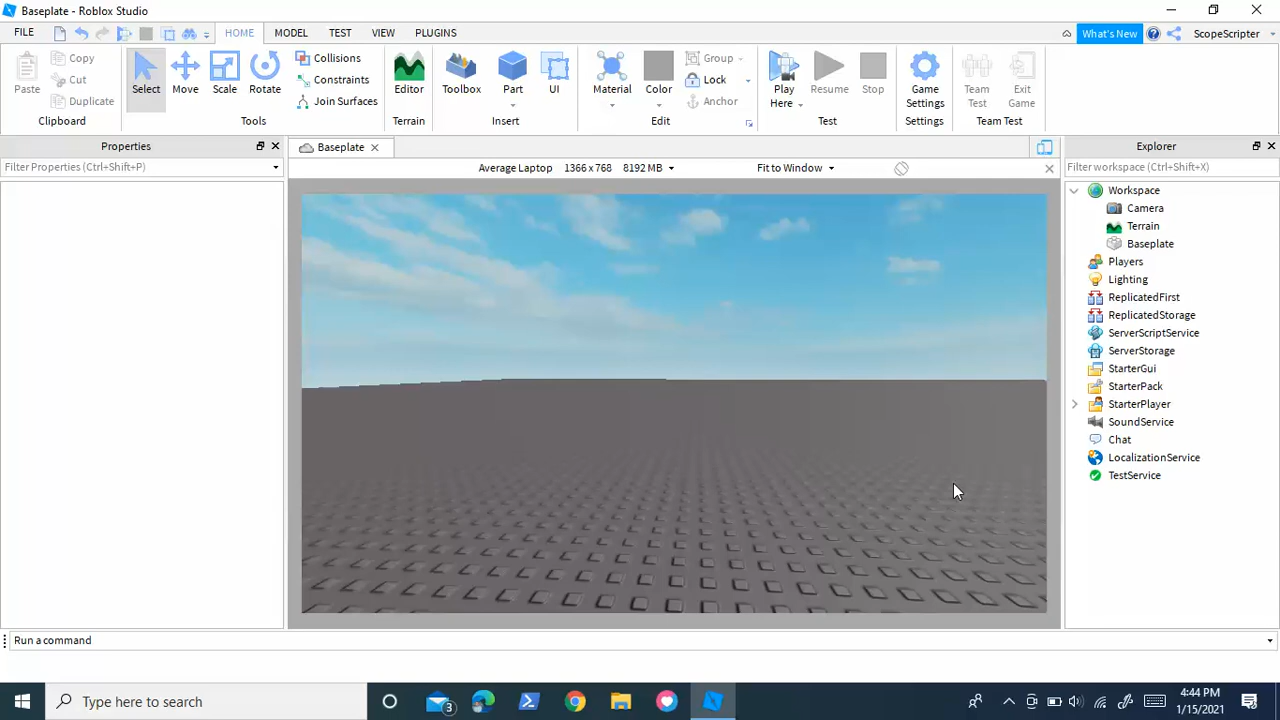 Baseplate - Roblox Studio
FILE HOME MODEL TEST VIEW PLUGINS What's New ScopeScripter
Paste Copy Cut Duplicate
Clipboard
Select Move Scale Rotate Collisions Constraints Join Surfaces
Tools
Editor
Terrain
Toolbox Part UI
Insert
Material Color Group Lock Anchor
Edit
Play Here Resume Stop
Test
Game Settings
Settings
Team Test Exit Game
Team Test
Properties
Filter Properties (Ctrl+Shift+P)
Baseplate
Average Laptop 1366 x 768 8192 MB Fit to Window
Explorer
Filter workspace (Ctrl+Shift+X)
Workspace
Camera
Terrain
Baseplate
Players
Lighting
ReplicatedFirst
ReplicatedStorage
ServerScriptService
ServerStorage
StarterGui
StarterPack
StarterPlayer
SoundService
Chat
LocalizationService
TestService
Run a command
Type here to search
3
4:44 PM
1/15/2021